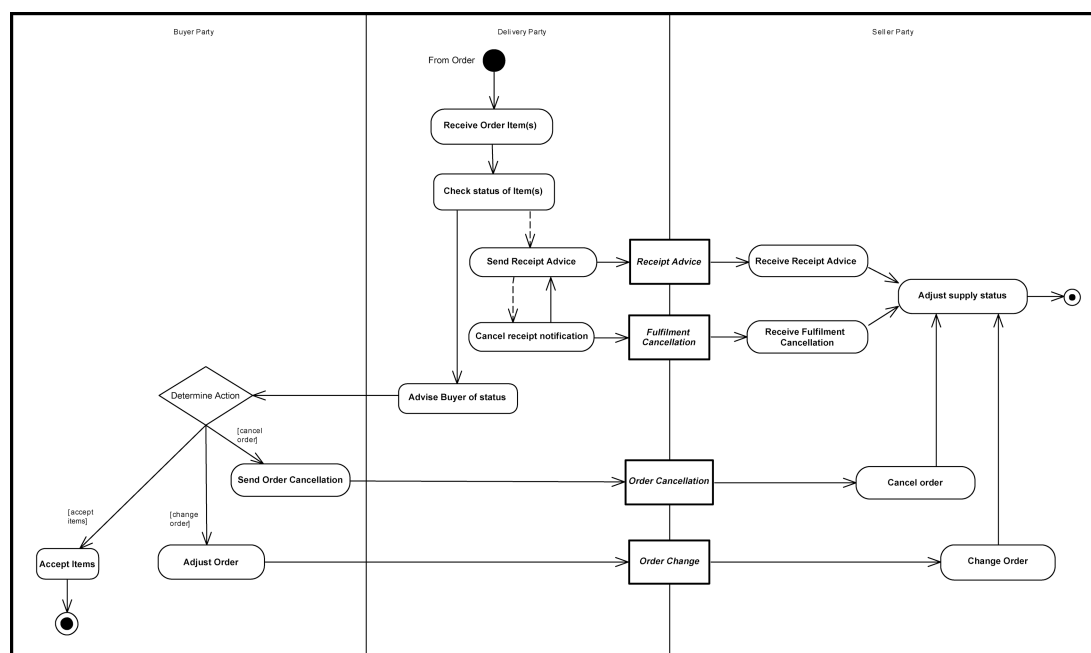 Buyer Party
Delivery Party
Seller Party
From Order
Receive Order Item(s)
Check status of Item(s)
Send Receipt Advice
Receipt Advice
Receive Receipt Advice
Adjust supply status
Cancel receipt notification
Fulfilment
Cancellation
Receive Fulfilment
Cancellation
Determine Action
Advise Buyer of status
[cancel
order]
Send Order Cancellation
Order Cancellation
Cancel order
[accept
items]
[change
order]
Accept Items
Adjust Order
Order Change
Change Order